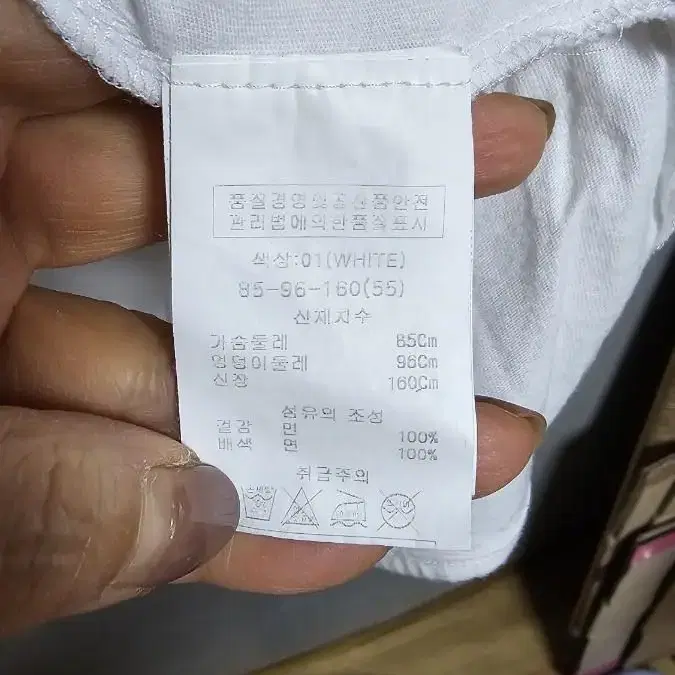 품질경영및공산품안전
관리법에의한품질표시
색상:01(WHITE)
85-96-160(55)
신체치수
가슴둘레 85Cm
엉덩이둘레 96Cm
신장 160Cm
섬유의 조성
겉감 면 100%
배색 면 100%
취급주의